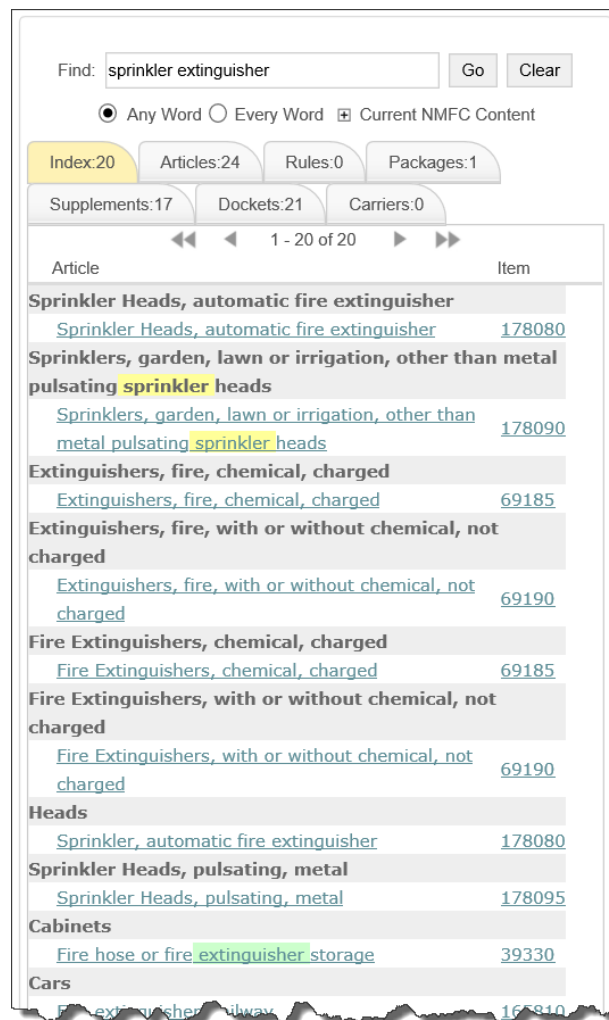 Find: sprinkler extinguisher Go Clear
Any Word Every Word Current NMFC Content
Index:20 Articles:24 Rules:0 Packages:1
Supplements:17 Dockets:21 Carriers:0
1 - 20 of 20
Article Item
Sprinkler Heads, automatic fire extinguisher
Sprinkler Heads, automatic fire extinguisher 178080
Sprinklers, garden, lawn or irrigation, other than metal
pulsating sprinkler heads
Sprinklers, garden, lawn or irrigation, other than
metal pulsating sprinkler heads 178090
Extinguishers, fire, chemical, charged
Extinguishers, fire, chemical, charged 69185
Extinguishers, fire, with or without chemical, not
charged
Extinguishers, fire, with or without chemical, not
charged 69190
Fire Extinguishers, chemical, charged
Fire Extinguishers, chemical, charged 69185
Fire Extinguishers, with or without chemical, not
charged
Fire Extinguishers, with or without chemical, not
charged 69190
Heads
Sprinkler, automatic fire extinguisher 178080
Sprinkler Heads, pulsating, metal
Sprinkler Heads, pulsating, metal 178095
Cabinets
Fire hose or fire extinguisher storage 39330
Cars
165810